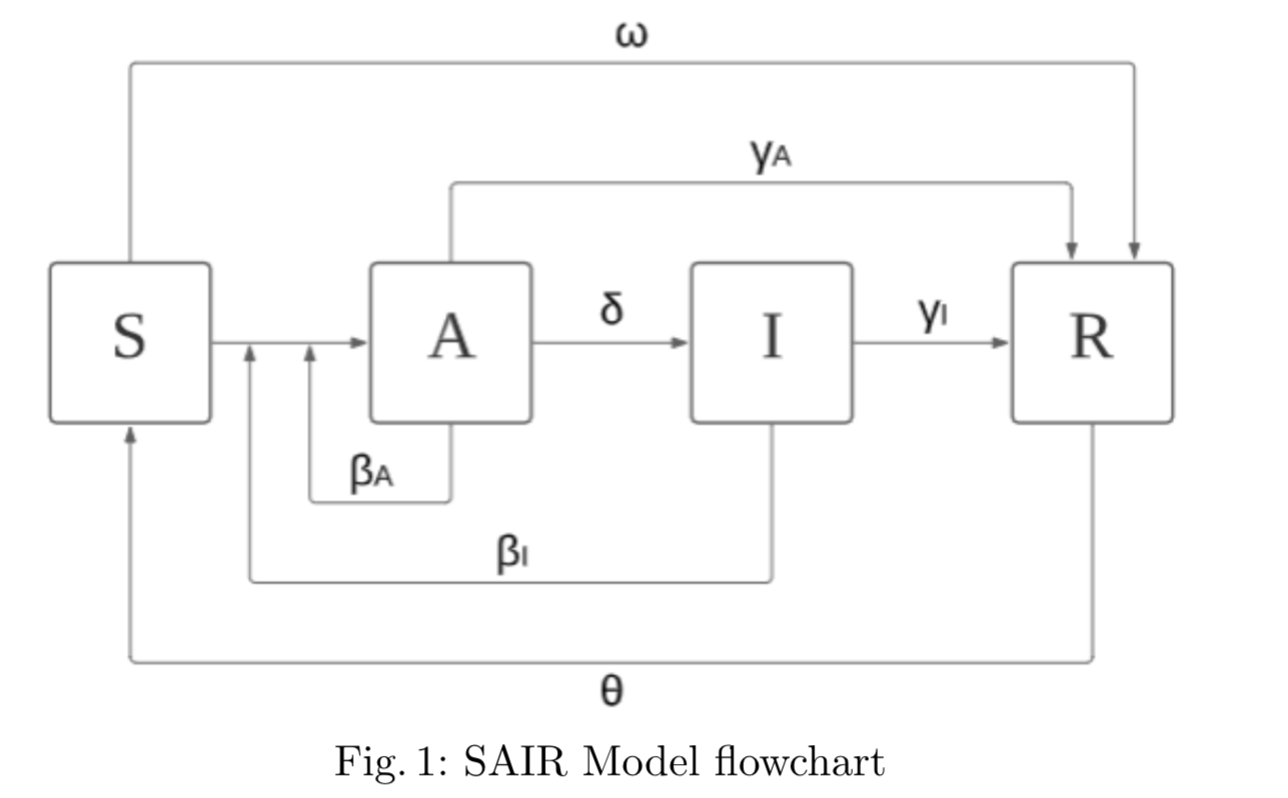 ω
γA
S
A
I
R
δ
γI
βA
βI
θ
Fig. 1: SAIR Model flowchart